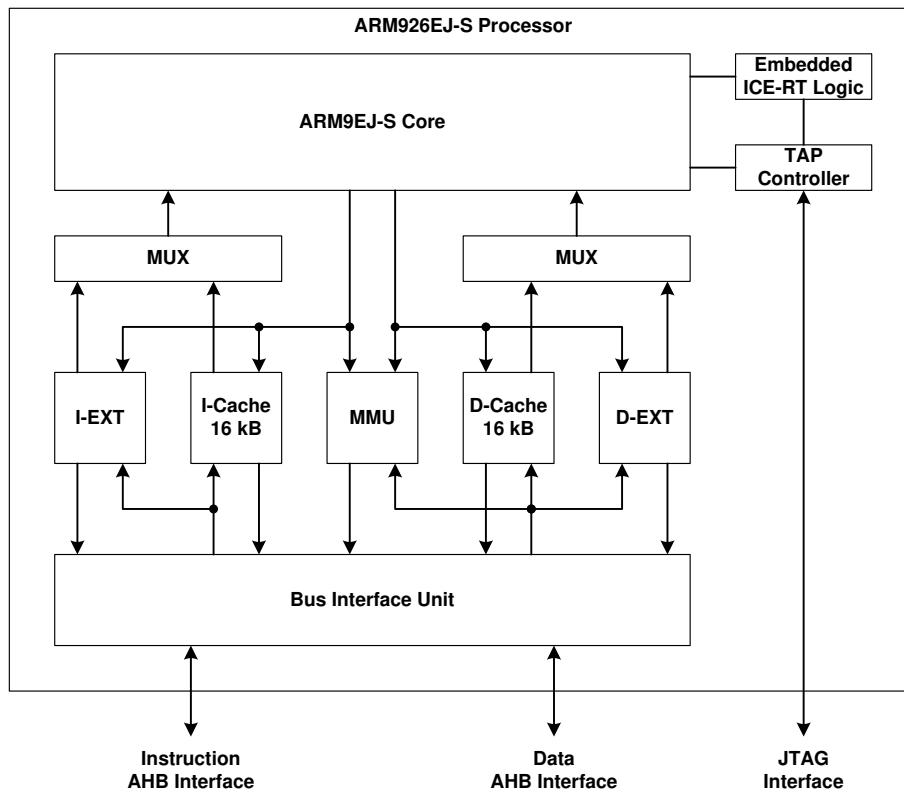 ARM926EJ-S Processor
Embedded
ICE-RT Logic
ARM9EJ-S Core
TAP
Controller
MUX
MUX
I-EXT
I-Cache
16 kB
MMU
D-Cache
16 kB
D-EXT
Bus Interface Unit
Instruction
AHB Interface
Data
AHB Interface
JTAG
Interface